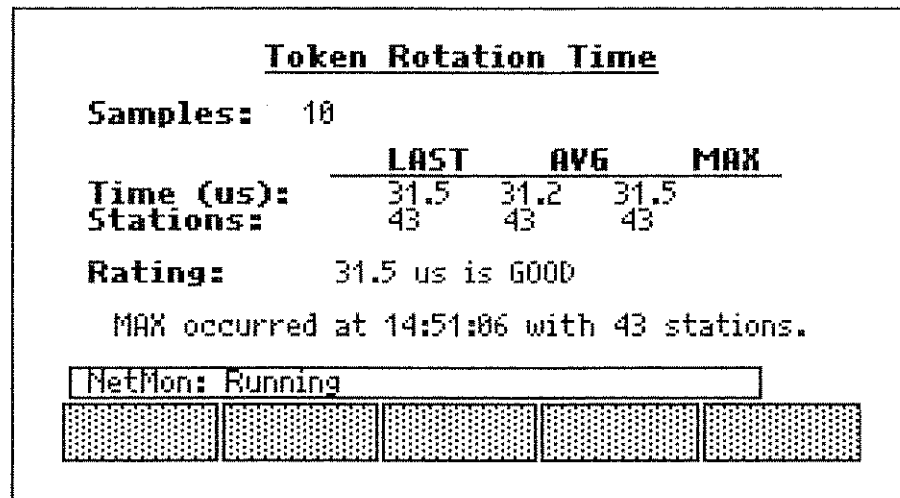 Token Rotation Time
Samples: 10
LAST AVG MAX
Time (us): 31.5 31.2 31.5
Stations: 43 43 43
Rating: 31.5 us is GOOD
MAX occurred at 14:51:06 with 43 stations.
NetMon: Running